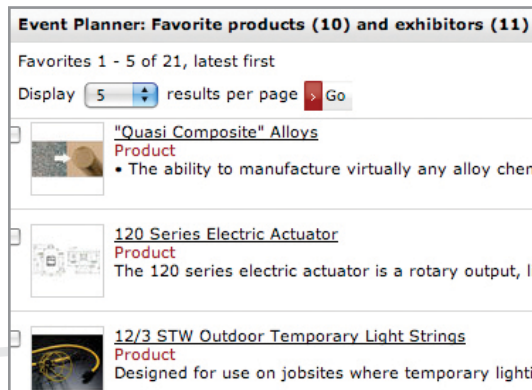 Event Planner: Favorite products (10) and exhibitors (11)
Favorites 1 - 5 of 21, latest first
Display 5 results per page > Go
"Quasi Composite" Alloys
Product
• The ability to manufacture virtually any alloy
120 Series Electric Actuator
Product
The 120 series electric actuator is a rotary output,
12/3 STW Outdoor Temporary Light Strings
Product
Designed for use on jobsites where temporary